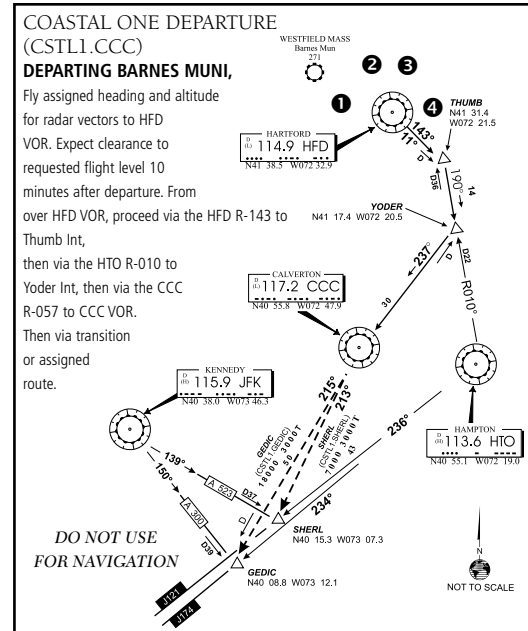 COASTAL ONE DEPARTURE
(CSTL1.CCC)
DEPARTING BARNES MUNI,
Fly assigned heading and altitude
for radar vectors to HFD
VOR. Expect clearance to
requested flight level 10
minutes after departure. From
over HFD VOR, proceed via the HFD R-143 to
Thumb Int,
then via the HTO R-010 to
Yoder Int, then via the CCC
R-057 to CCC VOR.
Then via transition
or assigned
route.
WESTFIELD MASS
Barnes Mun
271
1
2
3
4
HARTFORD
D
(H) 114.9 HFD
N41 38.5 W072 32.9
THUMB
N41 31.4
W072 21.5
143°
11°
D
D36
190°
14
YODER
N41 17.4 W072 20.5
237°
D
30
D22
R010°
CALVERTON
D
(L) 117.2 CCC
N40 55.8 W072 47.9
KENNEDY
D
(H) 115.9 JFK
N40 38.0 W073 46.3
HAMPTON
D
(H) 113.6 HTO
N40 55.1 W072 19.0
215°
213°
GEDIC
(CSTL1.GEDIC)
18000 3000T
50
SHERL
(CSTL1.SHERL)
7000 3000T
43
236°
234°
139°
A 523
D37
150°
A 300
D39
D
SHERL
N40 15.3 W073 07.3
GEDIC
N40 08.8 W073 12.1
J121
J174
DO NOT USE
FOR NAVIGATION
N
NOT TO SCALE